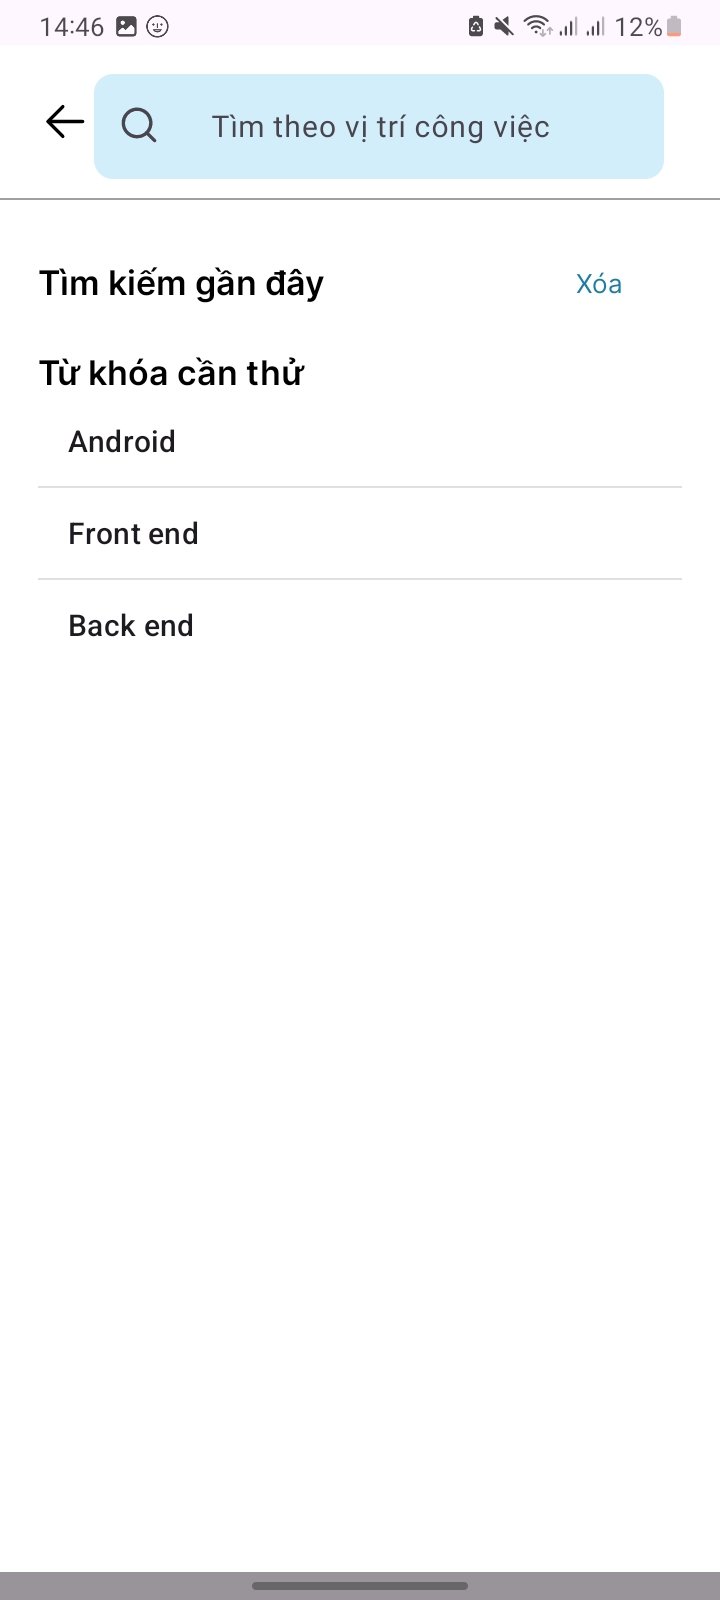 14:46 12%
Tìm theo vị trí công việc
Tìm kiếm gần đây Xóa
Từ khóa cần thử
Android
Front end
Back end